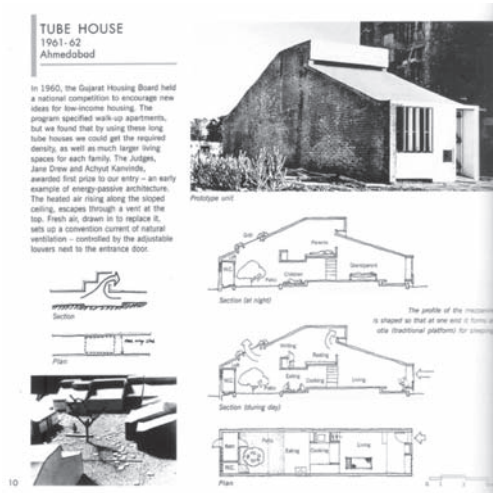 TUBE HOUSE
1961-62
Ahmedabad
In 1960, the Gujarat Housing Board held
a national competition to encourage new
ideas for low-income housing. The
program specified walk-up apartments,
but we found that by using these long
tube houses we could get the required
density, as well as much larger living
spaces for each family. The Judges,
Jane Drew and Achyut Kanvinde,
awarded first prize to our entry – an early
example of energy-passive architecture.
The heated air rising along the sloped
ceiling, escapes through a vent at the
top. Fresh air, drawn in to replace it,
sets up a convention current of natural
ventilation – controlled by the adjustable
louvers next to the entrance door.
Prototype unit
Parents
W.C.
Patio
Children
Grandparents
Section (at night)
The profile of the mezzanine
is shaped so that at one end it forms a
otla (traditional platform) for sleeping
Section
Plan
Writing
Reading
W.C.
Patio
Eating
Cooking
Living
Section (during day)
Bath
W.C.
Patio
Eating
Cooking
Living
Plan
10